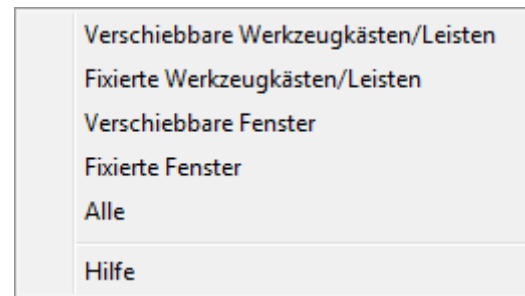 Verschiebbare Werkzeugkästen/Leisten
Fixierte Werkzeugkästen/Leisten
Verschiebbare Fenster
Fixierte Fenster
Alle
Hilfe